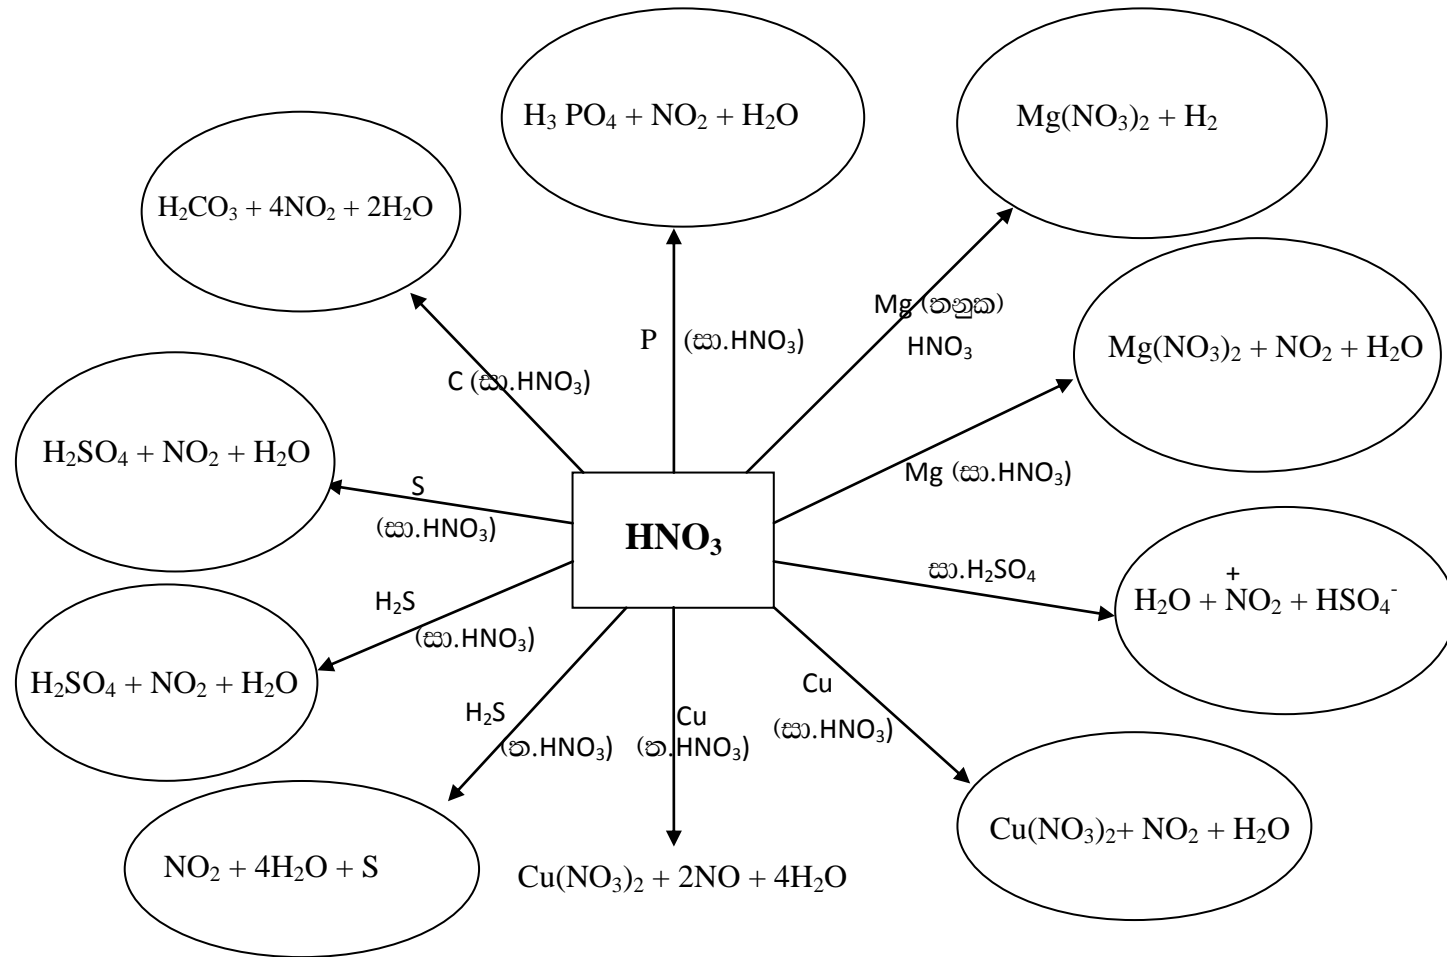 H₃ PO₄ + NO₂ + H₂O
Mg(NO₃)₂ + H₂
H₂CO₃ + 4NO₂ + 2H₂O
Mg (තනුක)
HNO₃
P (සා.HNO₃)
Mg(NO₃)₂ + NO₂ + H₂O
C (සා.HNO₃)
H₂SO₄ + NO₂ + H₂O
Mg (සා.HNO₃)
S
(සා.HNO₃)
HNO₃
සා.H₂SO₄
H₂O + N⁺O₂ + HSO₄⁻
H₂S
(සා.HNO₃)
H₂SO₄ + NO₂ + H₂O
H₂S
(ත.HNO₃)
Cu
(ත.HNO₃)
Cu
(සා.HNO₃)
Cu(NO₃)₂+ NO₂ + H₂O
NO₂ + 4H₂O + S
Cu(NO₃)₂ + 2NO + 4H₂O